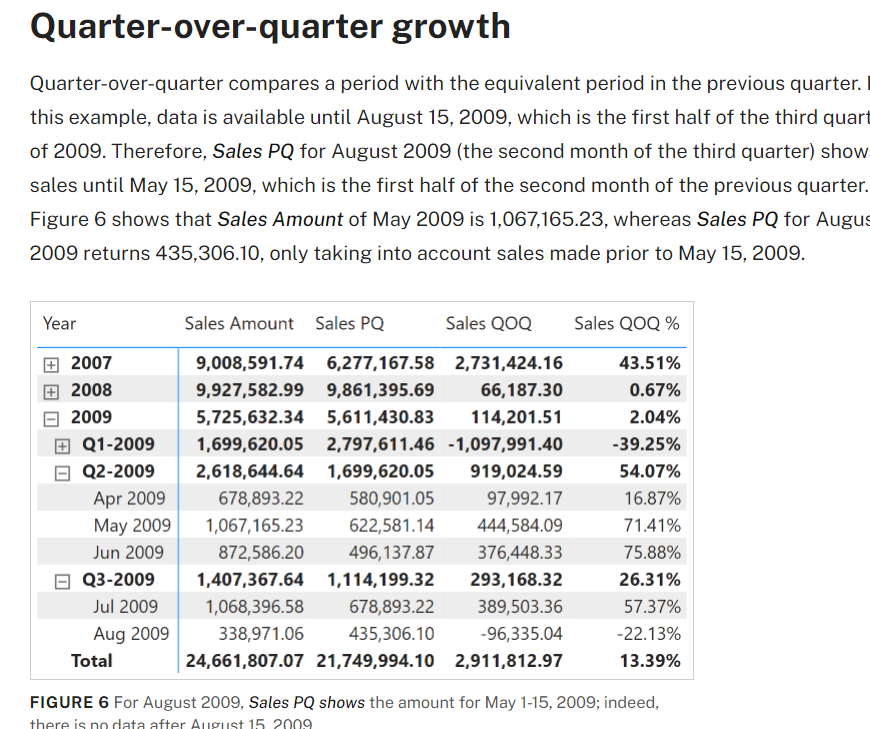 Quarter-over-quarter growth
Quarter-over-quarter compares a period with the equivalent period in the previous quarter.
this example, data is available until August 15, 2009, which is the first half of the third
of 2009. Therefore, Sales PQ for August 2009 (the second month of the third quarter)
sales until May 15, 2009, which is the first half of the second month of the previous quarter.
Figure 6 shows that Sales Amount of May 2009 is 1,067,165.23, whereas Sales PQ for
2009 returns 435,306.10, only taking into account sales made prior to May 15, 2009.
Year Sales Amount Sales PQ Sales QOQ Sales QOQ %
2007 9,008,591.74 6,277,167.58 2,731,424.16 43.51%
2008 9,927,582.99 9,861,395.69 66,187.30 0.67%
2009 5,725,632.34 5,611,430.83 114,201.51 2.04%
Q1-2009 1,699,620.05 2,797,611.46 -1,097,991.40 -39.25%
Q2-2009 2,618,644.64 1,699,620.05 919,024.59 54.07%
Apr 2009 678,893.22 580,901.05 97,992.17 16.87%
May 2009 1,067,165.23 622,581.14 444,584.09 71.41%
Jun 2009 872,586.20 496,137.87 376,448.33 75.88%
Q3-2009 1,407,367.64 1,114,199.32 293,168.32 26.31%
Jul 2009 1,068,396.58 678,893.22 389,503.36 57.37%
Aug 2009 338,971.06 435,306.10 -96,335.04 -22.13%
Total 24,661,807.07 21,749,994.10 2,911,812.97 13.39%
FIGURE 6 For August 2009, Sales PQ shows the amount for May 1-15, 2009; indeed,
there is no data after August 15, 2009.